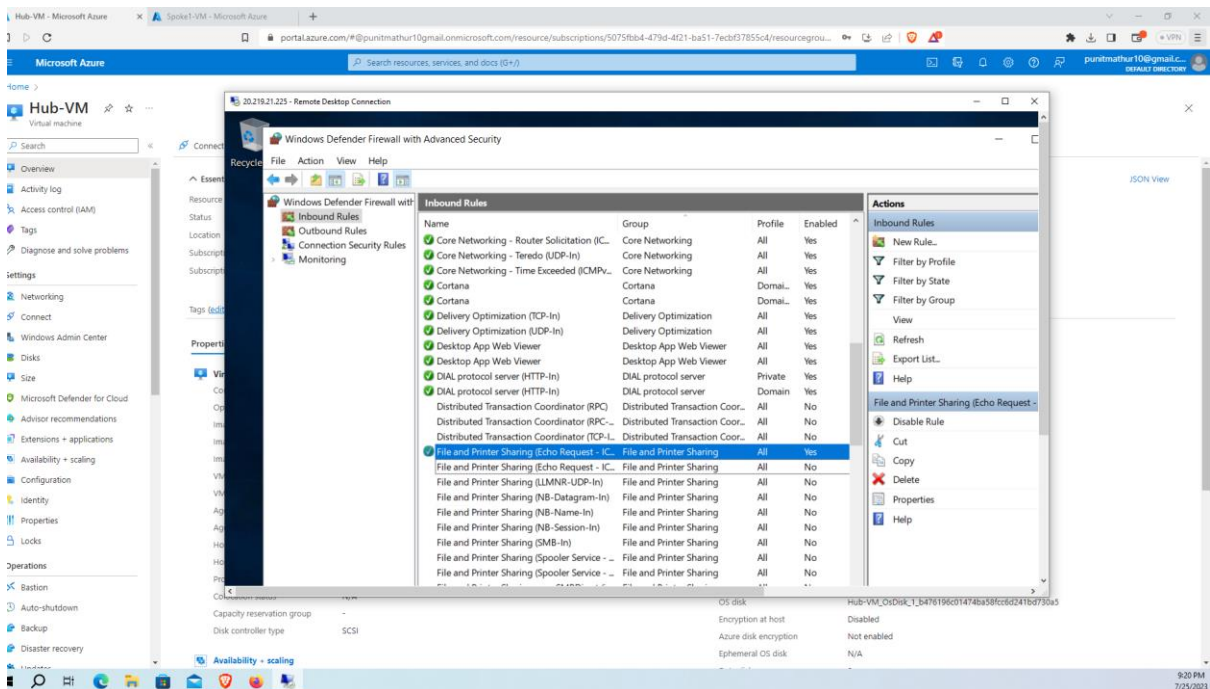 Hub-VM - Microsoft Azure
Spoke1-VM - Microsoft Azure
portal.azure.com/#@punitmathur10gmail.onmicrosoft.com/resource/subscriptions/5075fbb4-479d-4f21-ba51-7ecbf37855c4/resourcegrou...
VPN
Microsoft Azure
Search resources, services, and docs (G+/)
punitmathur10@gmail.c...
DEFAULT DIRECTORY
Home >
Hub-VM
Virtual machine
Search
Overview
Activity log
Access control (IAM)
Tags
Diagnose and solve problems
Settings
Networking
Connect
Windows Admin Center
Disks
Size
Microsoft Defender for Cloud
Advisor recommendations
Extensions + applications
Availability + scaling
Configuration
Identity
Properties
Locks
Operations
Bastion
Auto-shutdown
Backup
Disaster recovery
Updates
Connect
Essent
Resource
Status
Location
Subscript
Subscripti
Tags (edit
Properti
Vir
JSON View
20.219.21.225 - Remote Desktop Connection
Recycle
Windows Defender Firewall with Advanced Security
File Action View Help
Windows Defender Firewall with
Inbound Rules
Outbound Rules
Connection Security Rules
Monitoring
Inbound Rules
Name Group Profile Enabled
Core Networking - Router Solicitation (IC... Core Networking All Yes
Core Networking - Teredo (UDP-In) Core Networking All Yes
Core Networking - Time Exceeded (ICMPv... Core Networking All Yes
Cortana Cortana Domai... Yes
Cortana Cortana Domai... Yes
Delivery Optimization (TCP-In) Delivery Optimization All Yes
Delivery Optimization (UDP-In) Delivery Optimization All Yes
Desktop App Web Viewer Desktop App Web Viewer All Yes
Desktop App Web Viewer Desktop App Web Viewer All Yes
DIAL protocol server (HTTP-In) DIAL protocol server Private Yes
DIAL protocol server (HTTP-In) DIAL protocol server Domain Yes
Distributed Transaction Coordinator (RPC) Distributed Transaction Coor... All No
Distributed Transaction Coordinator (RPC-... Distributed Transaction Coor... All No
Distributed Transaction Coordinator (TCP-I... Distributed Transaction Coor... All No
File and Printer Sharing (Echo Request - IC... File and Printer Sharing All Yes
File and Printer Sharing (Echo Request - IC... File and Printer Sharing All No
File and Printer Sharing (LLMNR-UDP-In) File and Printer Sharing All No
File and Printer Sharing (NB-Datagram-In) File and Printer Sharing All No
File and Printer Sharing (NB-Name-In) File and Printer Sharing All No
File and Printer Sharing (NB-Session-In) File and Printer Sharing All No
File and Printer Sharing (SMB-In) File and Printer Sharing All No
File and Printer Sharing (Spooler Service - ... File and Printer Sharing All No
File and Printer Sharing (Spooler Service - ... File and Printer Sharing All No
Actions
Inbound Rules
New Rule...
Filter by Profile
Filter by State
Filter by Group
View
Refresh
Export List...
Help
File and Printer Sharing (Echo Request -
Disable Rule
Cut
Copy
Delete
Properties
Help
Capacity reservation group -
Disk controller type SCSI
Availability + scaling
OS disk Hub-VM_OsDisk_1_b476196c01474ba58fcc6d241bd730a5
Encryption at host Disabled
Azure disk encryption Not enabled
Ephemeral OS disk N/A
9:20 PM
7/25/2023